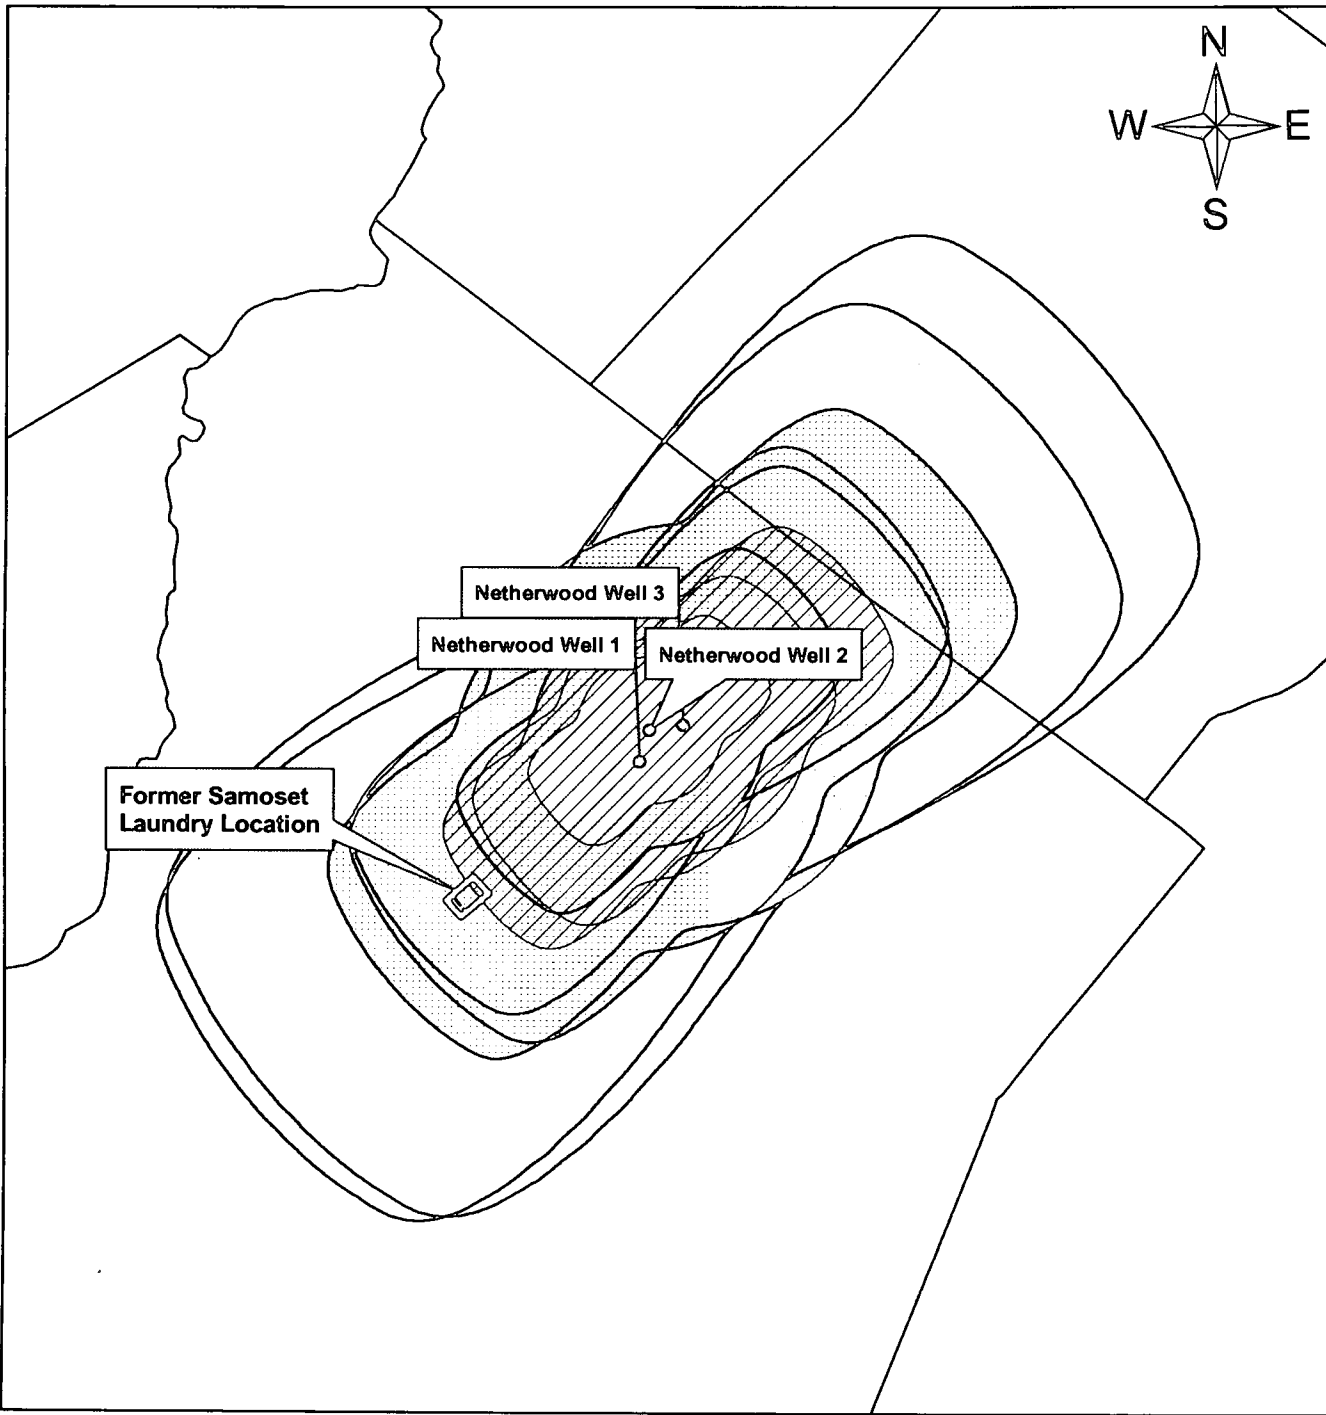 N
W E
S
Netherwood Well 3
Netherwood Well 1
Netherwood Well 2
Former Samoset
Laundry Location